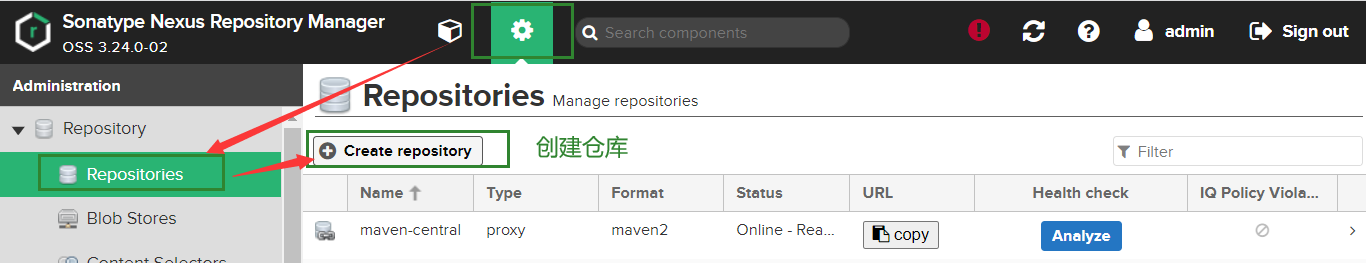 Sonatype Nexus Repository Manager
OSS 3.24.0-02
Search components
admin
Sign out
Administration
Repository
Repositories
Blob Stores
Content Selectors
Repositories Manage repositories
Create repository
创建仓库
Filter
Name Type Format Status URL Health check IQ Policy Viola...
maven-central proxy maven2 Online - Rea... copy Analyze